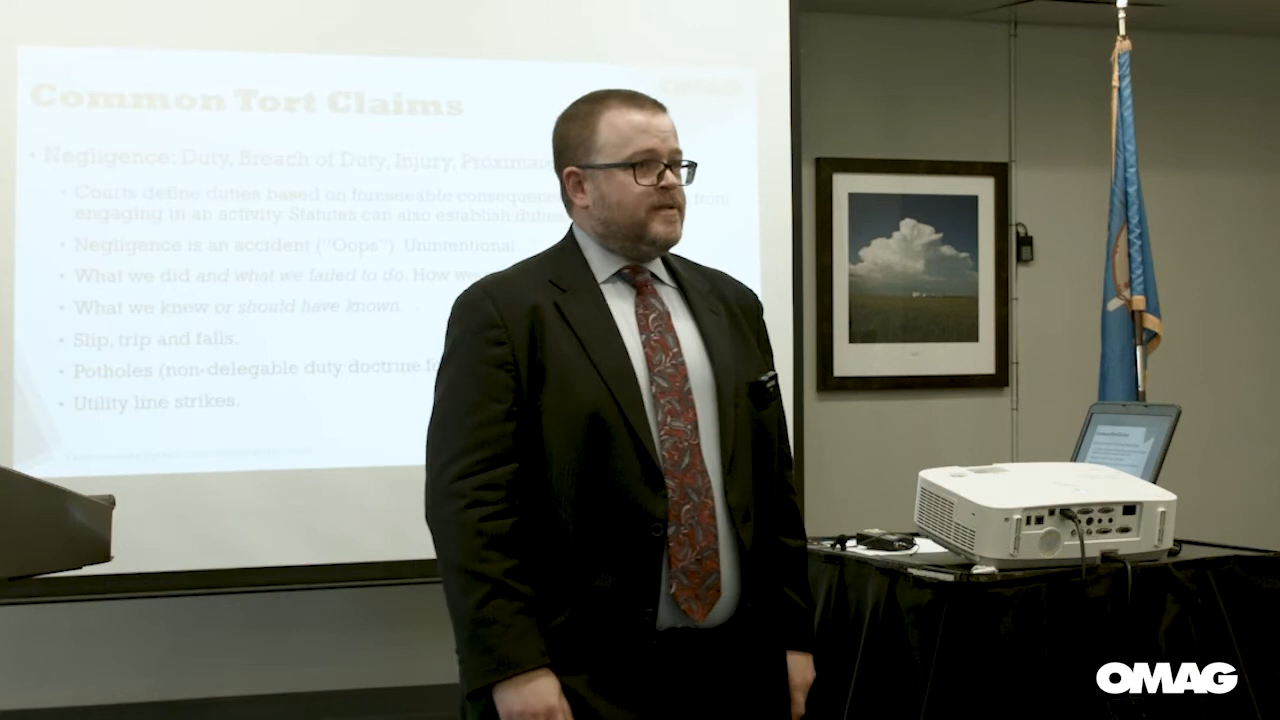 Common Tort Claims
OMAG
• Negligence: Duty, Breach of Duty, Injury, Proximate
• Courts define duties based on foreseeable consequences from
engaging in an activity. Statutes can also establish duties
• Negligence is an accident ("Oops"). Unintentional.
• What we did and what we failed to do. How we
• What we knew or should have known.
• Slip, trip and falls.
• Potholes (non-delegable duty doctrine fo
• Utility line strikes.
OMAG